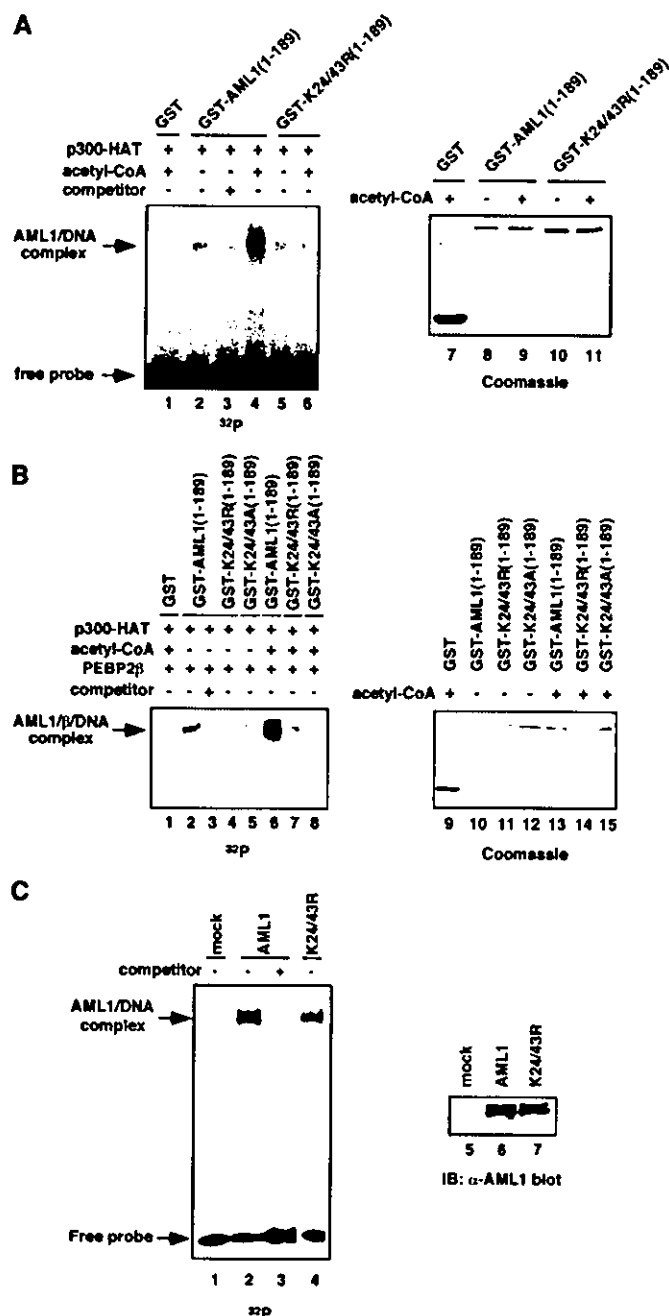 A
GST
GST-AML1(1-189)
GST-K24/43R(1-189)
p300-HAT + + + + + +
acetyl-CoA + - - + - +
competitor - - + - - -
AML1/DNA
complex
free probe
1 2 3 4 5 6
32P
GST
GST-AML1(1-189)
GST-K24/43R(1-189)
acetyl-CoA + - + - +
7 8 9 10 11
Coomassie
B
GST
GST-AML1(1-189)
GST-K24/43R(1-189)
GST-K24/43A(1-189)
GST-AML1(1-189)
GST-K24/43R(1-189)
GST-K24/43A(1-189)
p300-HAT + + + + + + + +
acetyl-CoA + - - - - + + +
PEBP2β + + + + + + + +
competitor - - + - - - - -
AML1/β/DNA
complex
1 2 3 4 5 6 7 8
32P
GST
GST-AML1(1-189)
GST-K24/43R(1-189)
GST-K24/43A(1-189)
GST-AML1(1-189)
GST-K24/43R(1-189)
GST-K24/43A(1-189)
acetyl-CoA + - - - + + +
9 10 11 12 13 14 15
Coomassie
C
mock
AML1
K24/43R
competitor - - + -
AML1/DNA
complex
Free probe
1 2 3 4
32P
mock
AML1
K24/43R
5 6 7
IB: α-AML1 blot